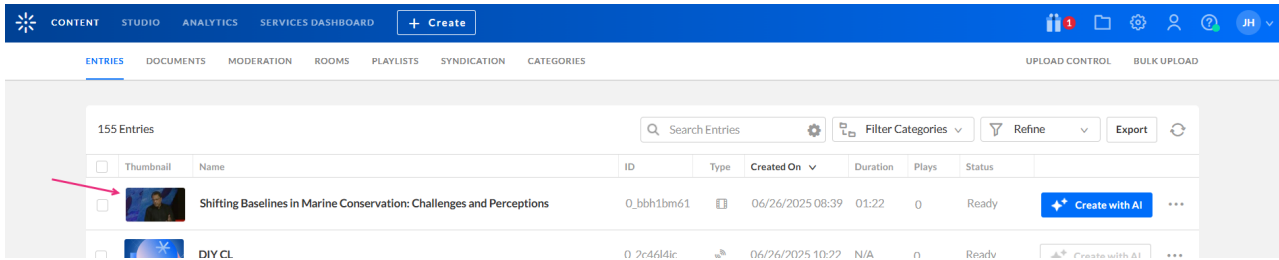 CONTENT STUDIO ANALYTICS SERVICES DASHBOARD + Create 1 JH
ENTRIES DOCUMENTS MODERATION ROOMS PLAYLISTS SYNDICATION CATEGORIES UPLOAD CONTROL BULK UPLOAD
155 Entries Search Entries Filter Categories Refine Export
Thumbnail Name ID Type Created On Duration Plays Status
Shifting Baselines in Marine Conservation: Challenges and Perceptions 0_bbh1bm61 06/26/2025 08:39 01:22 0 Ready Create with AI
DIY CL 06/26/2025 10:22 N/A 0 Ready Create with AI